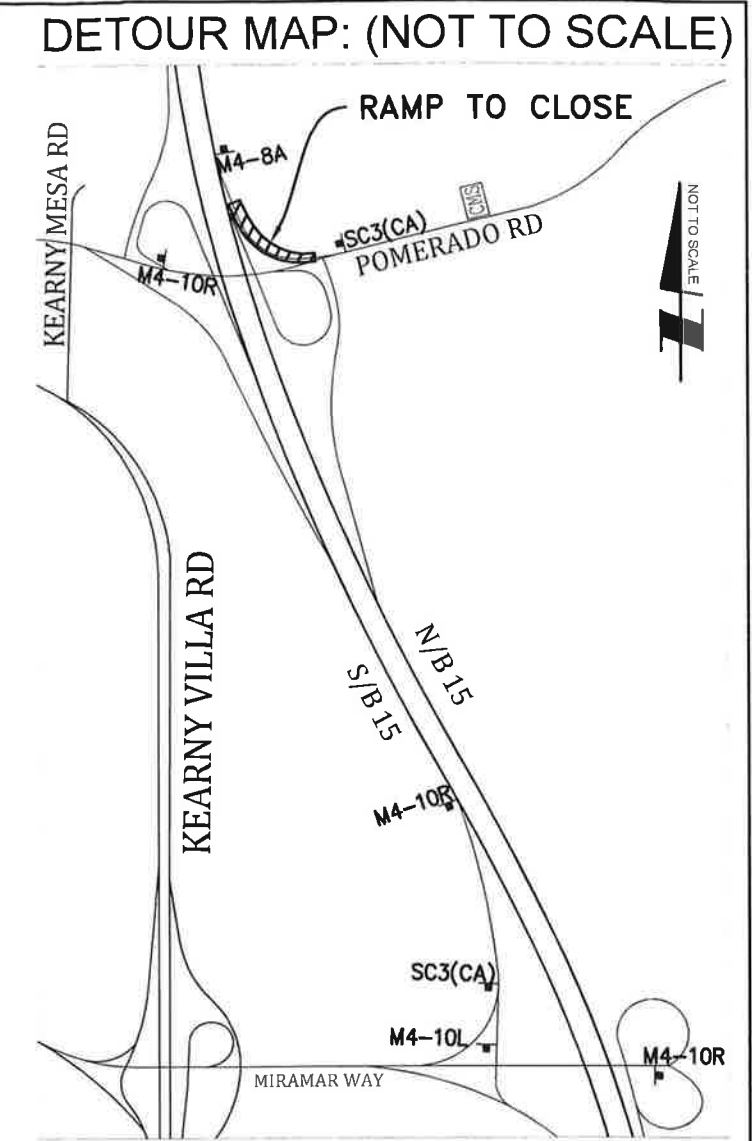 DETOUR MAP: (NOT TO SCALE)
RAMP TO CLOSE
KEARNY MESA RD
M4-8A
CMS
SC3(CA)
POMERADO RD
NOT TO SCALE
M4-10R
KEARNY VILLA RD
N/B 15
S/B 15
M4-10R
SC3(CA)
M4-10L
M4-10R
MIRAMAR WAY